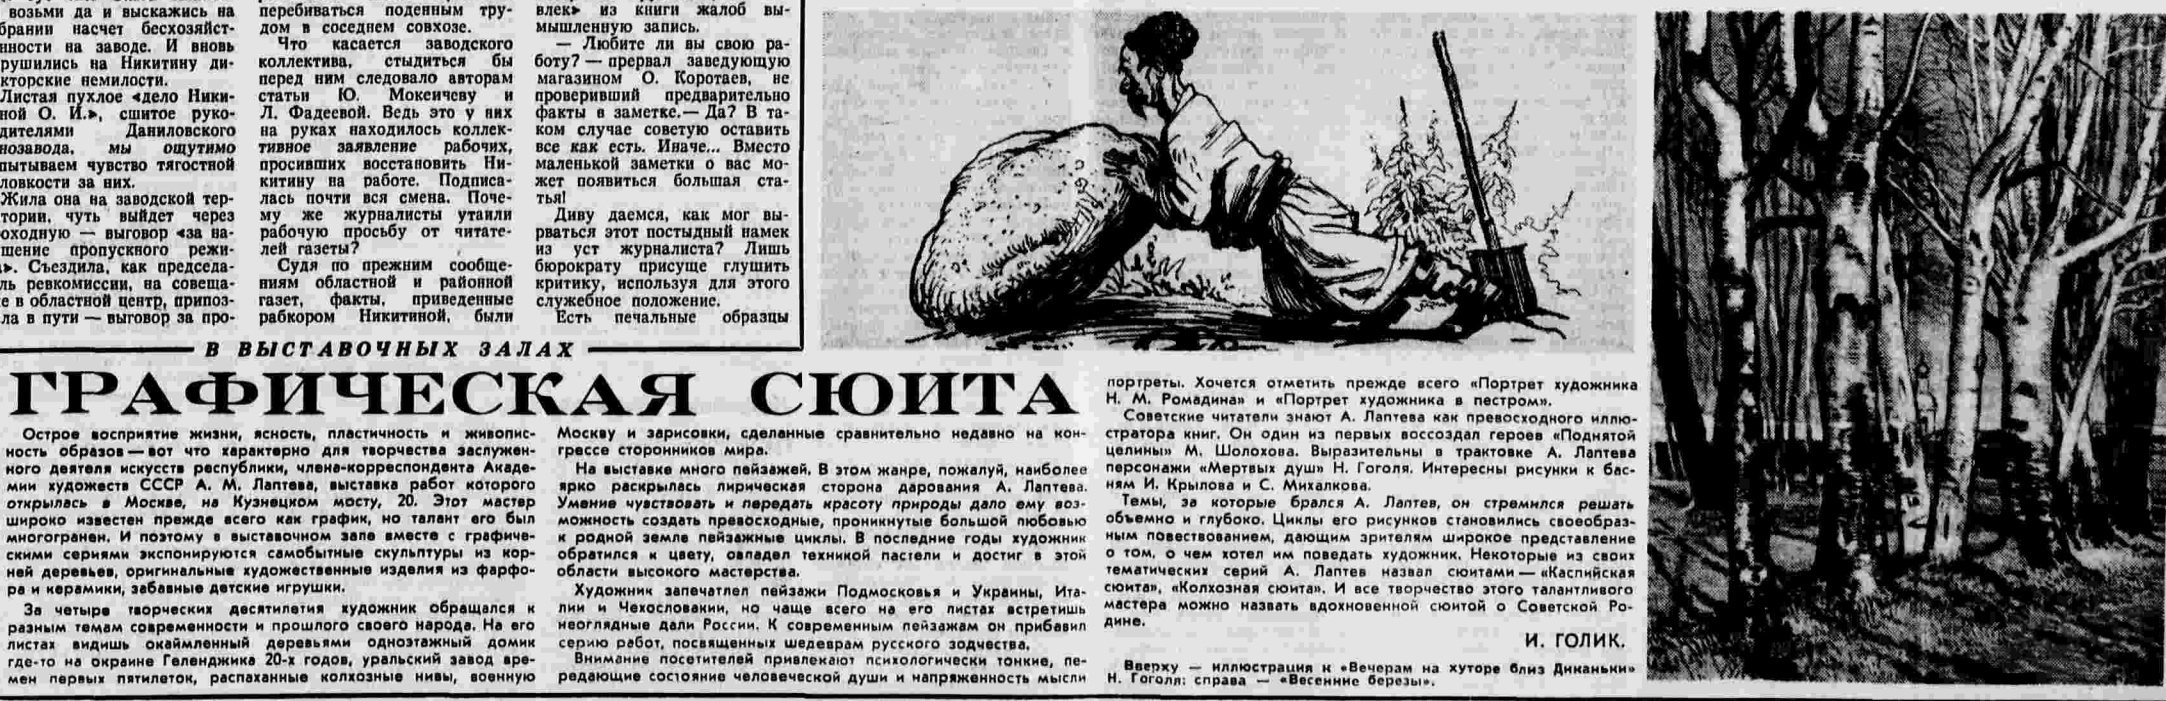 возьми да и выскажись на
брании насчет бесхозяйст-
нности на заводе. И вновь
рушились на Никитину ди-
кторские немилости.
Листая пухлое «дело Ники-
ной О. И.», сшитое руко-
дителями Даниловского
нозавода, мы ощутимо
пытываем чувство тягостной
ловкости за них.
Жила она на заводской тер-
тории, чуть выйдет через
оходную — выговор «за на-
шение пропускного режи-
». Съездила, как председа-
ль ревкомиссии, на совеща-
е в областной центр, припоз-
ла в пути — выговор за про-
перебиваться поденным тру-
дом в соседнем совхозе.
Что касается заводского
коллектива, стыдиться бы
перед ним следовало авторам
статьи Ю. Мокеичеву и
Л. Фадеевой. Ведь это у них
на руках находилось коллек-
тивное заявление рабочих,
просивших восстановить Ни-
китину на работе. Подписа-
лась почти вся смена. Поче-
му же журналисты утаили
рабочую просьбу от читате-
лей газеты?
Судя по прежним сообще-
ниям областной и районной
газет, факты, приведенные
рабкором Никитиной, были
влек» из книги жалоб вы-
мышленную запись.
— Любите ли вы свою ра-
боту? — прервал заведующую
магазином О. Коротаев, не
проверивший предварительно
факты в заметке.— Да? В та-
ком случае советую оставить
все как есть. Иначе... Вместо
маленькой заметки о вас мо-
жет появиться большая ста-
тья!
Диву даемся, как мог вы-
рваться этот постыдный намек
из уст журналиста? Лишь
бюрократу присуще глушить
критику, используя для этого
служебное положение.
Есть печальные образцы
В ВЫСТАВОЧНЫХ ЗАЛАХ
ГРАФИЧЕСКАЯ СЮИТА
Острое восприятие жизни, ясность, пластичность и живопис-
ность образов — вот что характерно для творчества заслужен-
ного деятеля искусств республики, члена-корреспондента Акаде-
мии художеств СССР А. М. Лаптева, выставка работ которого
открылась в Москве, на Кузнецком мосту, 20. Этот мастер
широко известен прежде всего как график, но талант его был
многогранен. И поэтому в выставочном зале вместе с графиче-
скими сериями экспонируются самобытные скульптуры из кор-
ней деревьев, оригинальные художественные изделия из фарфо-
ра и керамики, забавные детские игрушки.
За четыре творческих десятилетия художник обращался к
разным темам современности и прошлого своего народа. На его
листах видишь окаймленный деревьями одноэтажный домик
где-то на окраине Геленджика 20-х годов, уральский завод вре-
мен первых пятилеток, распаханные колхозные нивы, военную
Москву и зарисовки, сделанные сравнительно недавно на кон-
грессе сторонников мира.
На выставке много пейзажей. В этом жанре, пожалуй, наиболее
ярко раскрылась лирическая сторона дарования А. Лаптева.
Умение чувствовать и передать красоту природы дало ему воз-
можность создать превосходные, проникнутые большой любовью
к родной земле пейзажные циклы. В последние годы художник
обратился к цвету, овладел техникой пастели и достиг в этой
области высокого мастерства.
Художник запечатлел пейзажи Подмосковья и Украины, Ита-
лии и Чехословакии, но чаще всего на его листах встретишь
неоглядные дали России. К современным пейзажам он прибавил
серию работ, посвященных шедеврам русского зодчества.
Внимание посетителей привлекают психологически тонкие, пе-
редающие состояние человеческой души и напряженность мысли
портреты. Хочется отметить прежде всего «Портрет художника
Н. М. Ромадина» и «Портрет художника в пестром».
Советские читатели знают А. Лаптева как превосходного иллю-
стратора книг. Он один из первых воссоздал героев «Поднятой
целины» М. Шолохова. Выразительны в трактовке А. Лаптева
персонажи «Мертвых душ» Н. Гоголя. Интересны рисунки к бас-
ням И. Крылова и С. Михалкова.
Темы, за которые брался А. Лаптев, он стремился решать
объемно и глубоко. Циклы его рисунков становились своеобраз-
ным повествованием, дающим зрителям широкое представление
о том, о чем хотел им поведать художник. Некоторые из своих
тематических серий А. Лаптев назвал сюитами — «Каспийская
сюита», «Колхозная сюита». И все творчество этого талантливого
мастера можно назвать вдохновенной сюитой о Советской Ро-
дине.
И. ГОЛИК.
Вверху — иллюстрация к «Вечерам на хуторе близ Диканьки»
Н. Гоголя; справа — «Весенние березы».